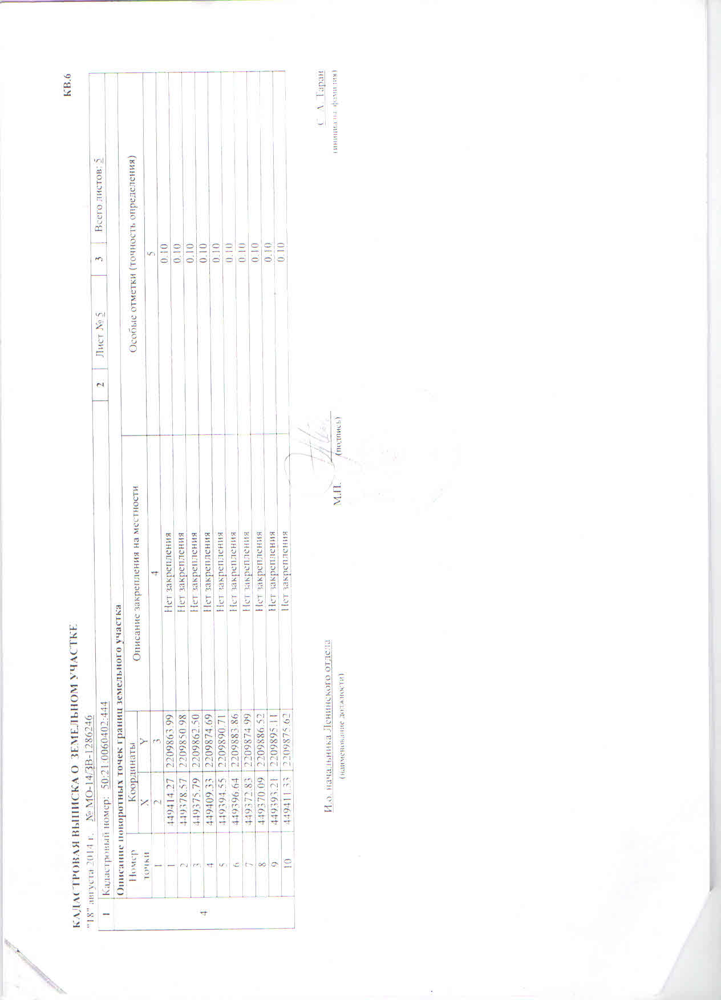 КВ.6
КАДАСТРОВАЯ ВЫПИСКА О ЗЕМЕЛЬНОМ УЧАСТКЕ
"18" августа 2014 г. № МО-14/ЗВ-1286246
1 Кадастровый номер: 50:21:0060402:444 2 Лист № 5 3 Всего листов: 5
Описание поворотных точек границ земельного участка
Номер точки Координаты Описание закрепления на местности Особые отметки (точность определения)
X Y
1 2 3 4 5
1 449414.27 2209863.99 Нет закрепления 0.10
2 449378.57 2209850.98 Нет закрепления 0.10
3 449375.79 2209862.50 Нет закрепления 0.10
4 449409.33 2209874.69 Нет закрепления 0.10
5 449394.55 2209890.71 Нет закрепления 0.10
6 449396.64 2209883.86 Нет закрепления 0.10
7 449372.83 2209874.99 Нет закрепления 0.10
8 449370.09 2209886.52 Нет закрепления 0.10
9 449393.21 2209895.11 Нет закрепления 0.10
10 449411.33 2209875.62 Нет закрепления 0.10
4
И.о. начальника Ленинского отдела С. А. Гаран
(наименование должности) М.П. (подпись) (инициалы, фамилия)